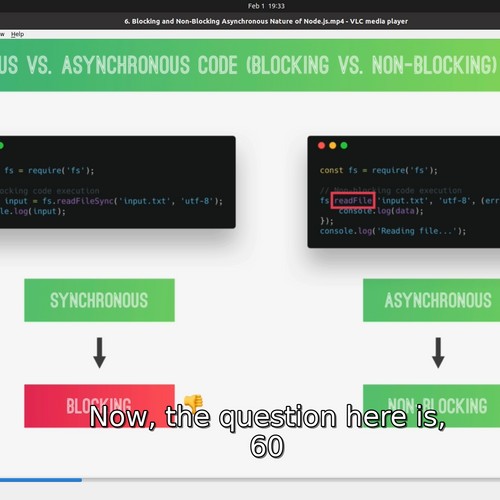 Feb 1 19:33
6. Blocking and Non-Blocking Asynchronous Nature of Node.js.mp4 - VLC media player
Help
US VS. ASYNCHRONOUS CODE (BLOCKING VS. NON-BLOCKING)
fs = require('fs');
ocking code execution
input = fs.readFileSync('input.txt', 'utf-8');
le.log(input);
const fs = require('fs');
// Non-blocking code execution
fs.readFile('input.txt', 'utf-8', (err
console.log(data);
});
console.log('Reading file...');
SYNCHRONOUS
ASYNCHRONOUS
BLOCKING
NON-BLOCKING
Now, the question here is,
60